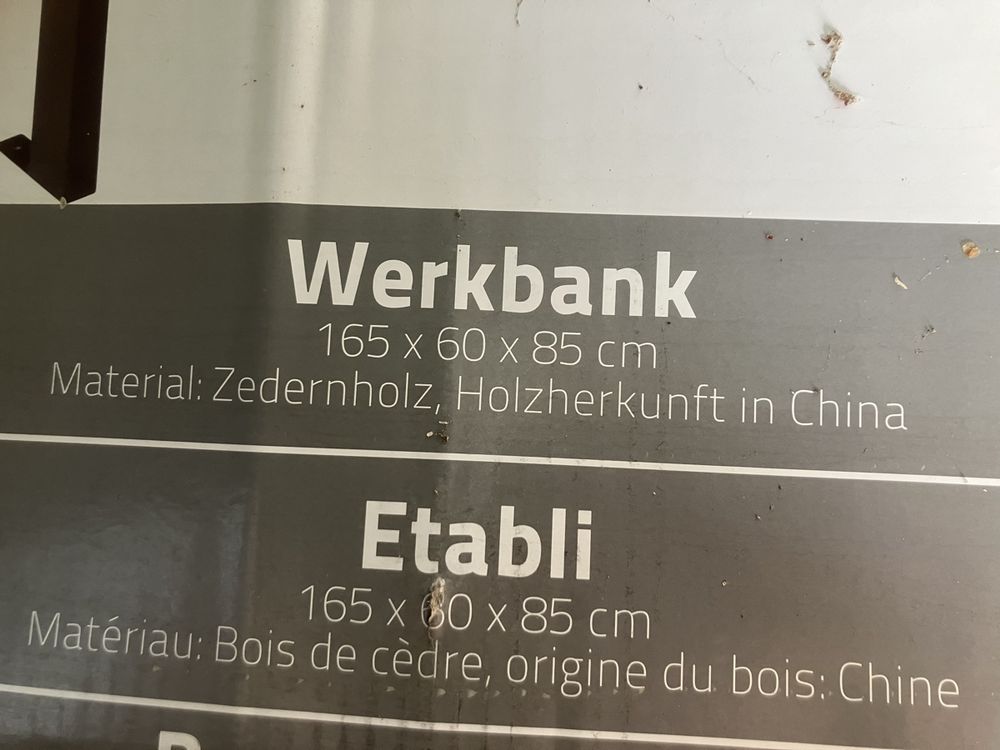 Werkbank
165 x 60 x 85 cm
Material: Zedernholz, Holzherkunft in China
Etabli
165 x 60 x 85 cm
Matériau: Bois de cèdre, origine du bois: Chine